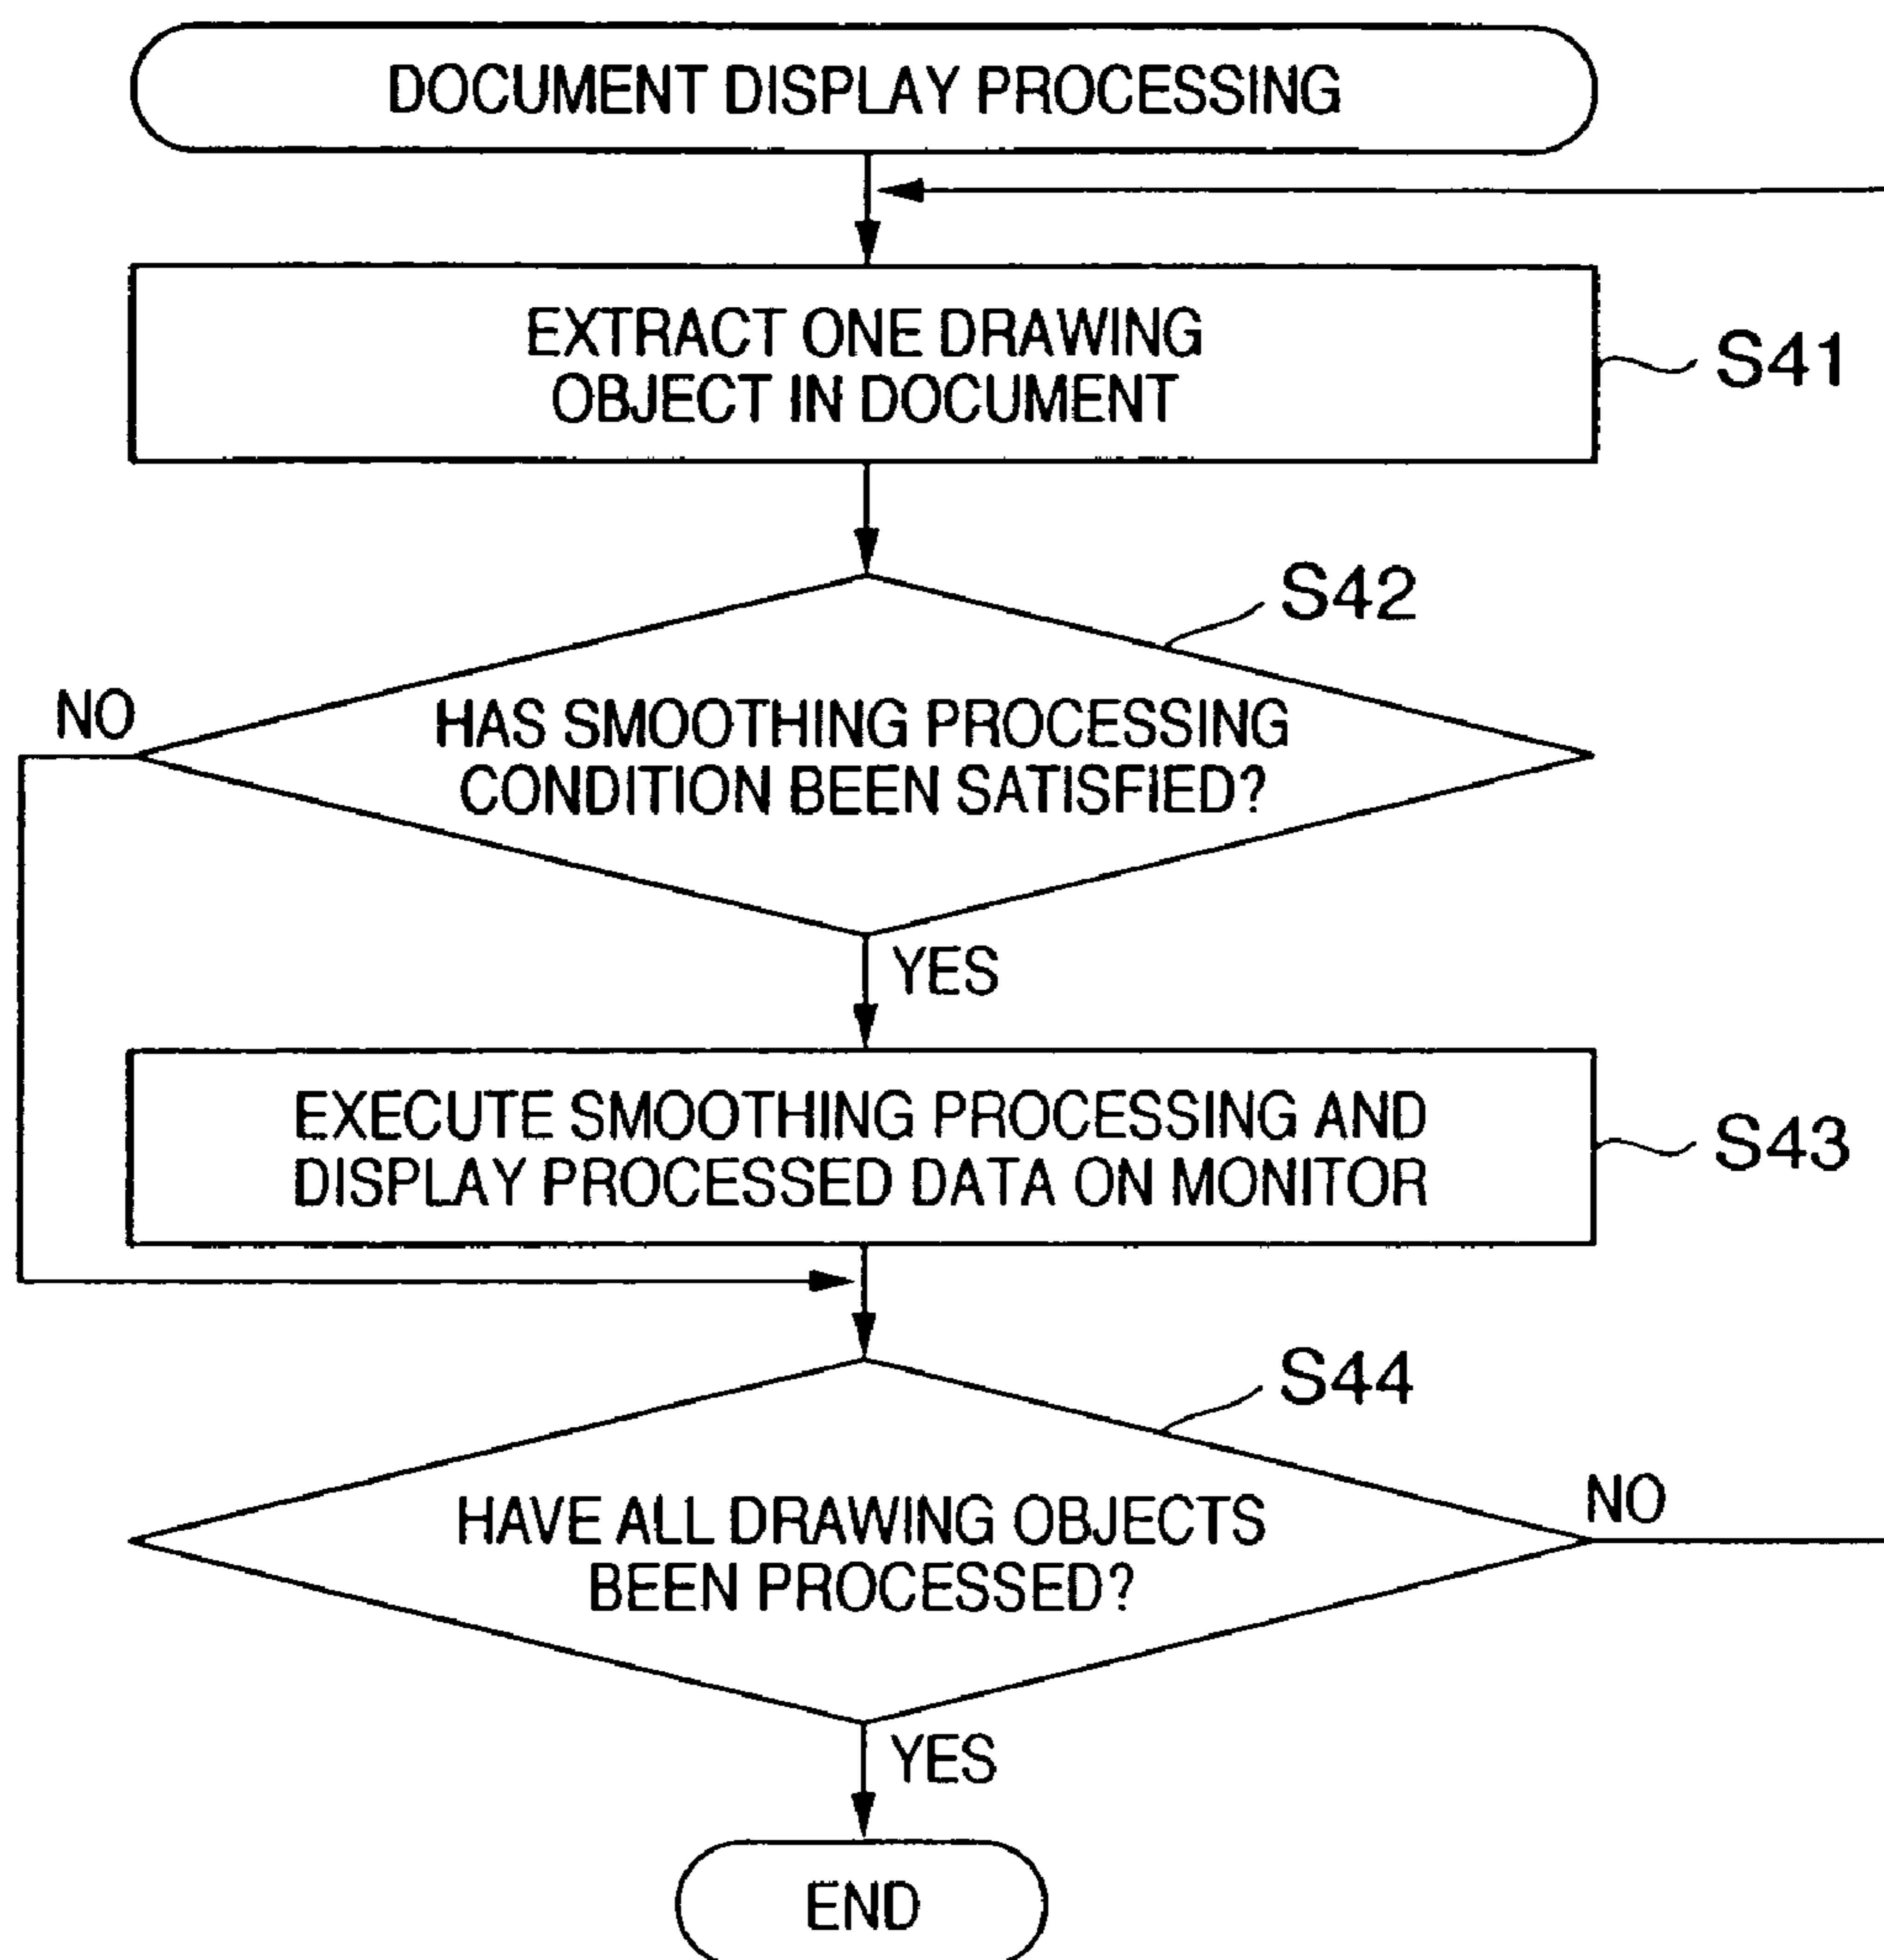 DOCUMENT DISPLAY PROCESSING
EXTRACT ONE DRAWING
OBJECT IN DOCUMENT
S41
S42
NO
HAS SMOOTHING PROCESSING
CONDITION BEEN SATISFIED?
YES
EXECUTE SMOOTHING PROCESSING AND
DISPLAY PROCESSED DATA ON MONITOR
S43
S44
HAVE ALL DRAWING OBJECTS
BEEN PROCESSED?
NO
YES
END